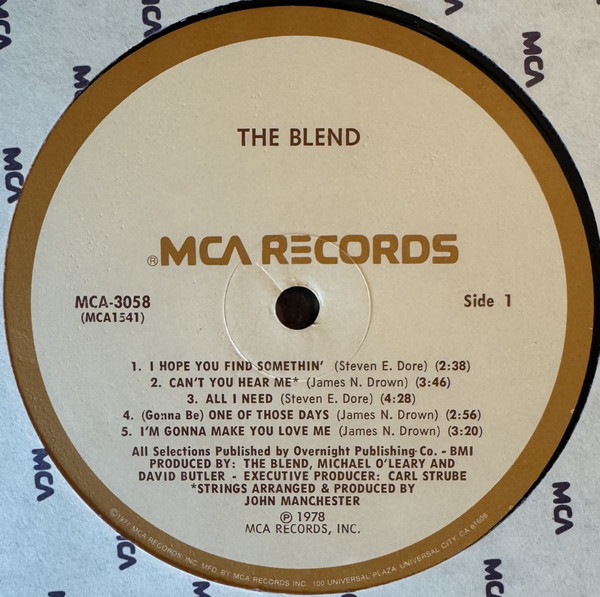 THE BLEND
®MCA RECORDS
MCA-3058
(MCA1541)
Side 1
1. I HOPE YOU FIND SOMETHIN' (Steven E. Dore) (2:38)
2. CAN'T YOU HEAR ME* (James N. Drown) (3:46)
3. ALL I NEED (Steven E. Dore) (4:28)
4. (Gonna Be) ONE OF THOSE DAYS (James N. Drown) (2:56)
5. I'M GONNA MAKE YOU LOVE ME (James N. Drown) (3:20)
All Selections Published by Overnight Publishing Co. - BMI
PRODUCED BY: THE BLEND, MICHAEL O'LEARY AND
DAVID BUTLER - EXECUTIVE PRODUCER: CARL STRUBE
*STRINGS ARRANGED & PRODUCED BY
JOHN MANCHESTER
℗ 1978
MCA RECORDS, INC.
©1977 MCA RECORDS, INC. MFD. BY MCA RECORDS INC. 100 UNIVERSAL PLAZA, UNIVERSAL CITY, CA 91608
MCA
MCA
MCA
MCA
MCA
MCA
MCA
MCA
MCA